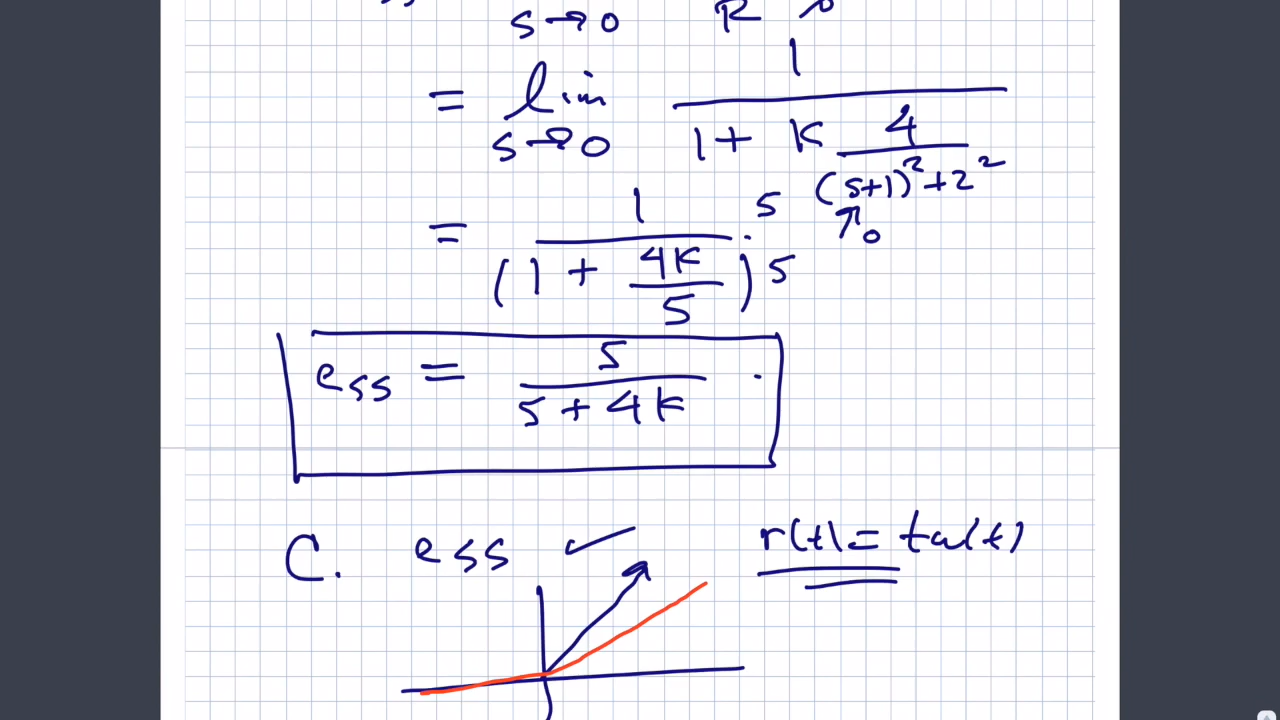 s→0 R
= lim s→0 1 / (1 + K 4 / ((s+1)² + 2²))
↑ 0
= 1 / (1 + 4K/5) · 5 / 5
ess = 5 / (5 + 4K) .
C. ess ✓ r(t) = tu(t)